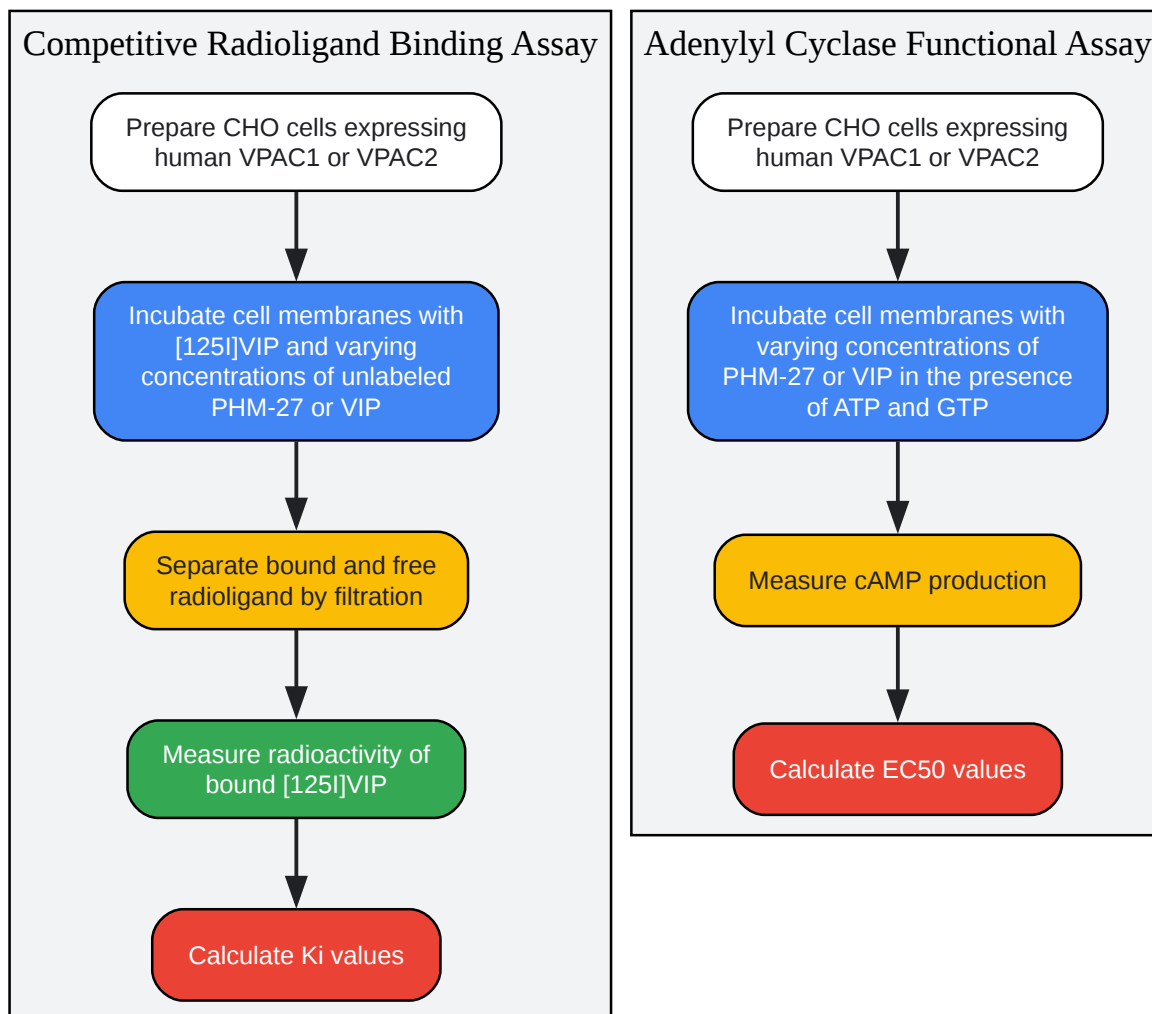 Competitive Radioligand Binding Assay
Prepare CHO cells expressing
human VPAC1 or VPAC2
Incubate cell membranes with
[125I]VIP and varying
concentrations of unlabeled
PHM-27 or VIP
Separate bound and free
radioligand by filtration
Measure radioactivity of
bound [125I]VIP
Calculate Ki values
Adenylyl Cyclase Functional Assay
Prepare CHO cells expressing
human VPAC1 or VPAC2
Incubate cell membranes with
varying concentrations of
PHM-27 or VIP in the presence
of ATP and GTP
Measure cAMP production
Calculate EC50 values